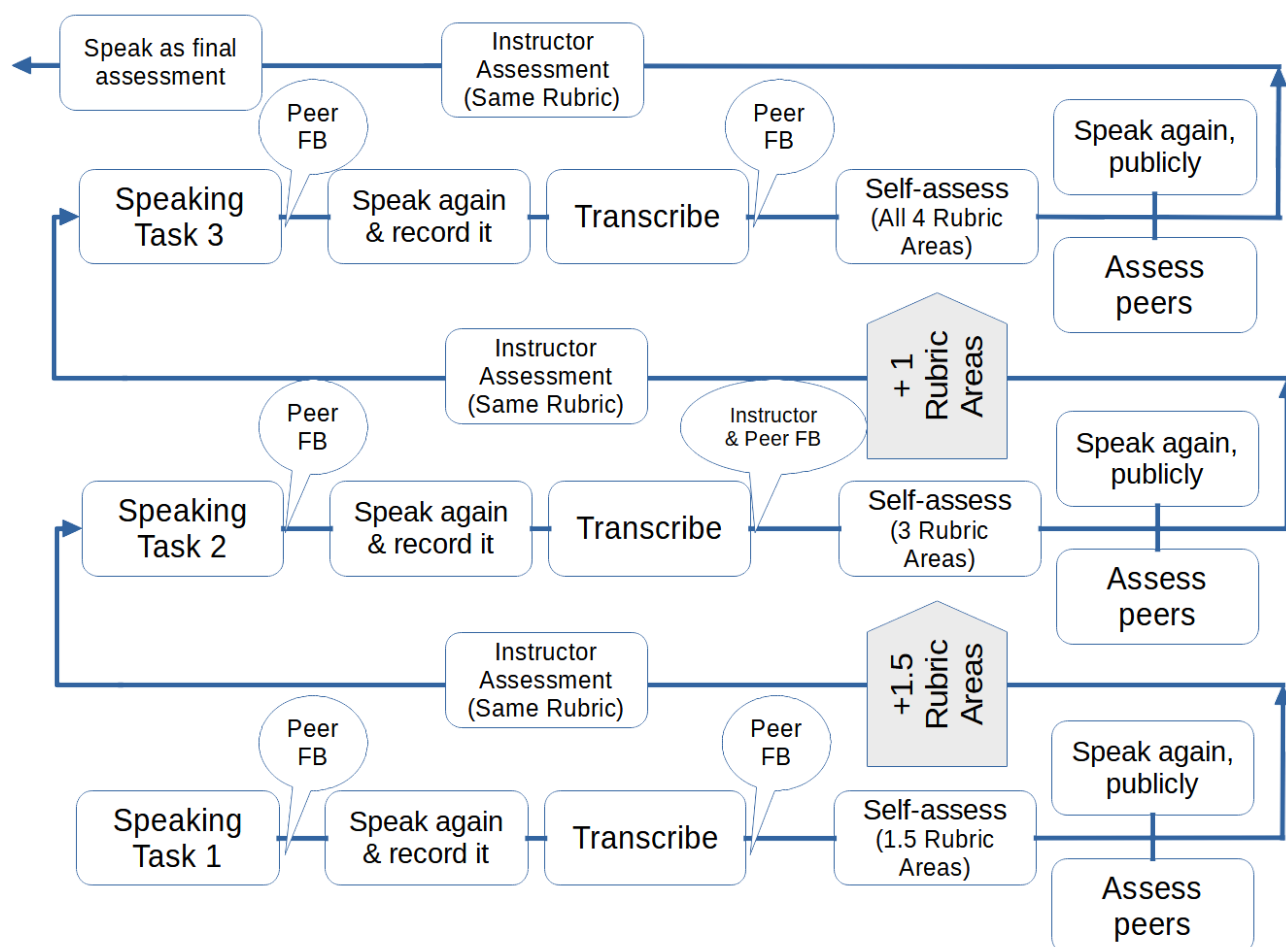 Speak as final
assessment
Instructor
Assessment
(Same Rubric)
Peer
FB
Peer
FB
Speak again,
publicly
Speaking
Task 3
Speak again
& record it
Transcribe
Self-assess
(All 4 Rubric
Areas)
Assess
peers
Instructor
Assessment
(Same Rubric)
+ 1
Rubric
Areas
Peer
FB
Instructor
& Peer FB
Speak again,
publicly
Speaking
Task 2
Speak again
& record it
Transcribe
Self-assess
(3 Rubric
Areas)
Assess
peers
Instructor
Assessment
(Same Rubric)
+1.5
Rubric
Areas
Peer
FB
Peer
FB
Speak again,
publicly
Speaking
Task 1
Speak again
& record it
Transcribe
Self-assess
(1.5 Rubric
Areas)
Assess
peers